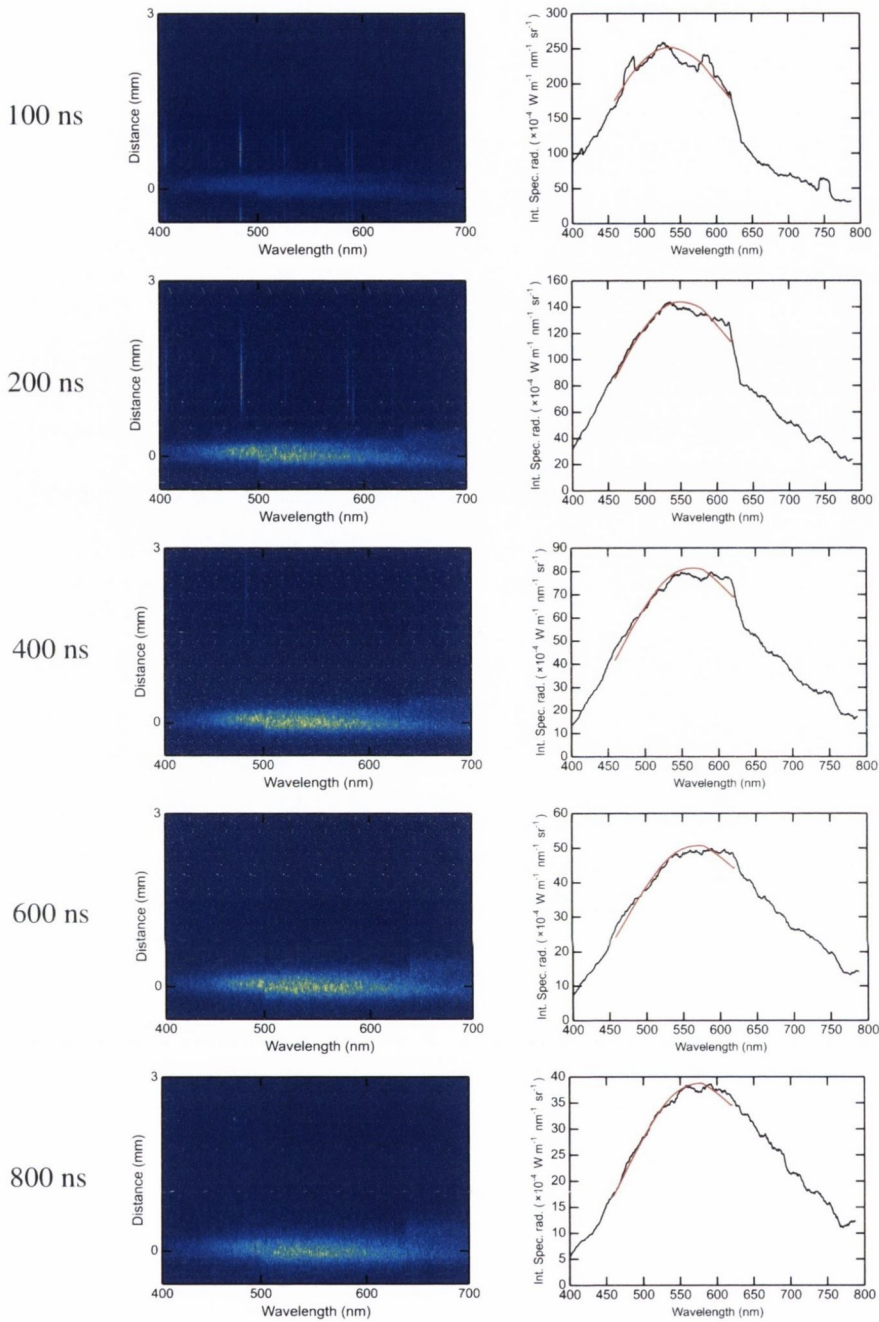 100 ns
Distance (mm)
3
0
400 500 600 700
Wavelength (nm)
Int. Spec. rad. ( ×10⁻⁴ W m⁻¹ nm⁻¹ sr⁻¹ )
300
250
200
150
100
50
0
400 450 500 550 600 650 700 750 800
Wavelength (nm)
200 ns
Distance (mm)
3
0
400 500 600 700
Wavelength (nm)
Int. Spec. rad. ( ×10⁻⁴ W m⁻¹ nm⁻¹ sr⁻¹ )
160
140
120
100
80
60
40
20
0
400 450 500 550 600 650 700 750 800
Wavelength (nm)
400 ns
Distance (mm)
3
0
400 500 600 700
Wavelength (nm)
Int. Spec. rad. ( ×10⁻⁴ W m⁻¹ nm⁻¹ sr⁻¹ )
90
80
70
60
50
40
30
20
10
0
400 450 500 550 600 650 700 750 800
Wavelength (nm)
600 ns
Distance (mm)
3
0
400 500 600 700
Wavelength (nm)
Int. Spec. rad. ( ×10⁻⁴ W m⁻¹ nm⁻¹ sr⁻¹ )
60
50
40
30
20
10
0
400 450 500 550 600 650 700 750 800
Wavelength (nm)
800 ns
Distance (mm)
3
0
400 500 600 700
Wavelength (nm)
Int. Spec. rad. ( ×10⁻⁴ W m⁻¹ nm⁻¹ sr⁻¹ )
40
35
30
25
20
15
10
5
0
400 450 500 550 600 650 700 750 800
Wavelength (nm)